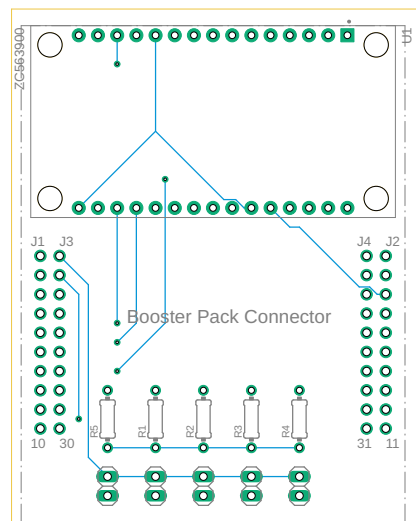 ZC563900
U1
J1 J3
J4 J2
Booster Pack Connector
R5
R1
R2
R3
R4
10 30
31 11